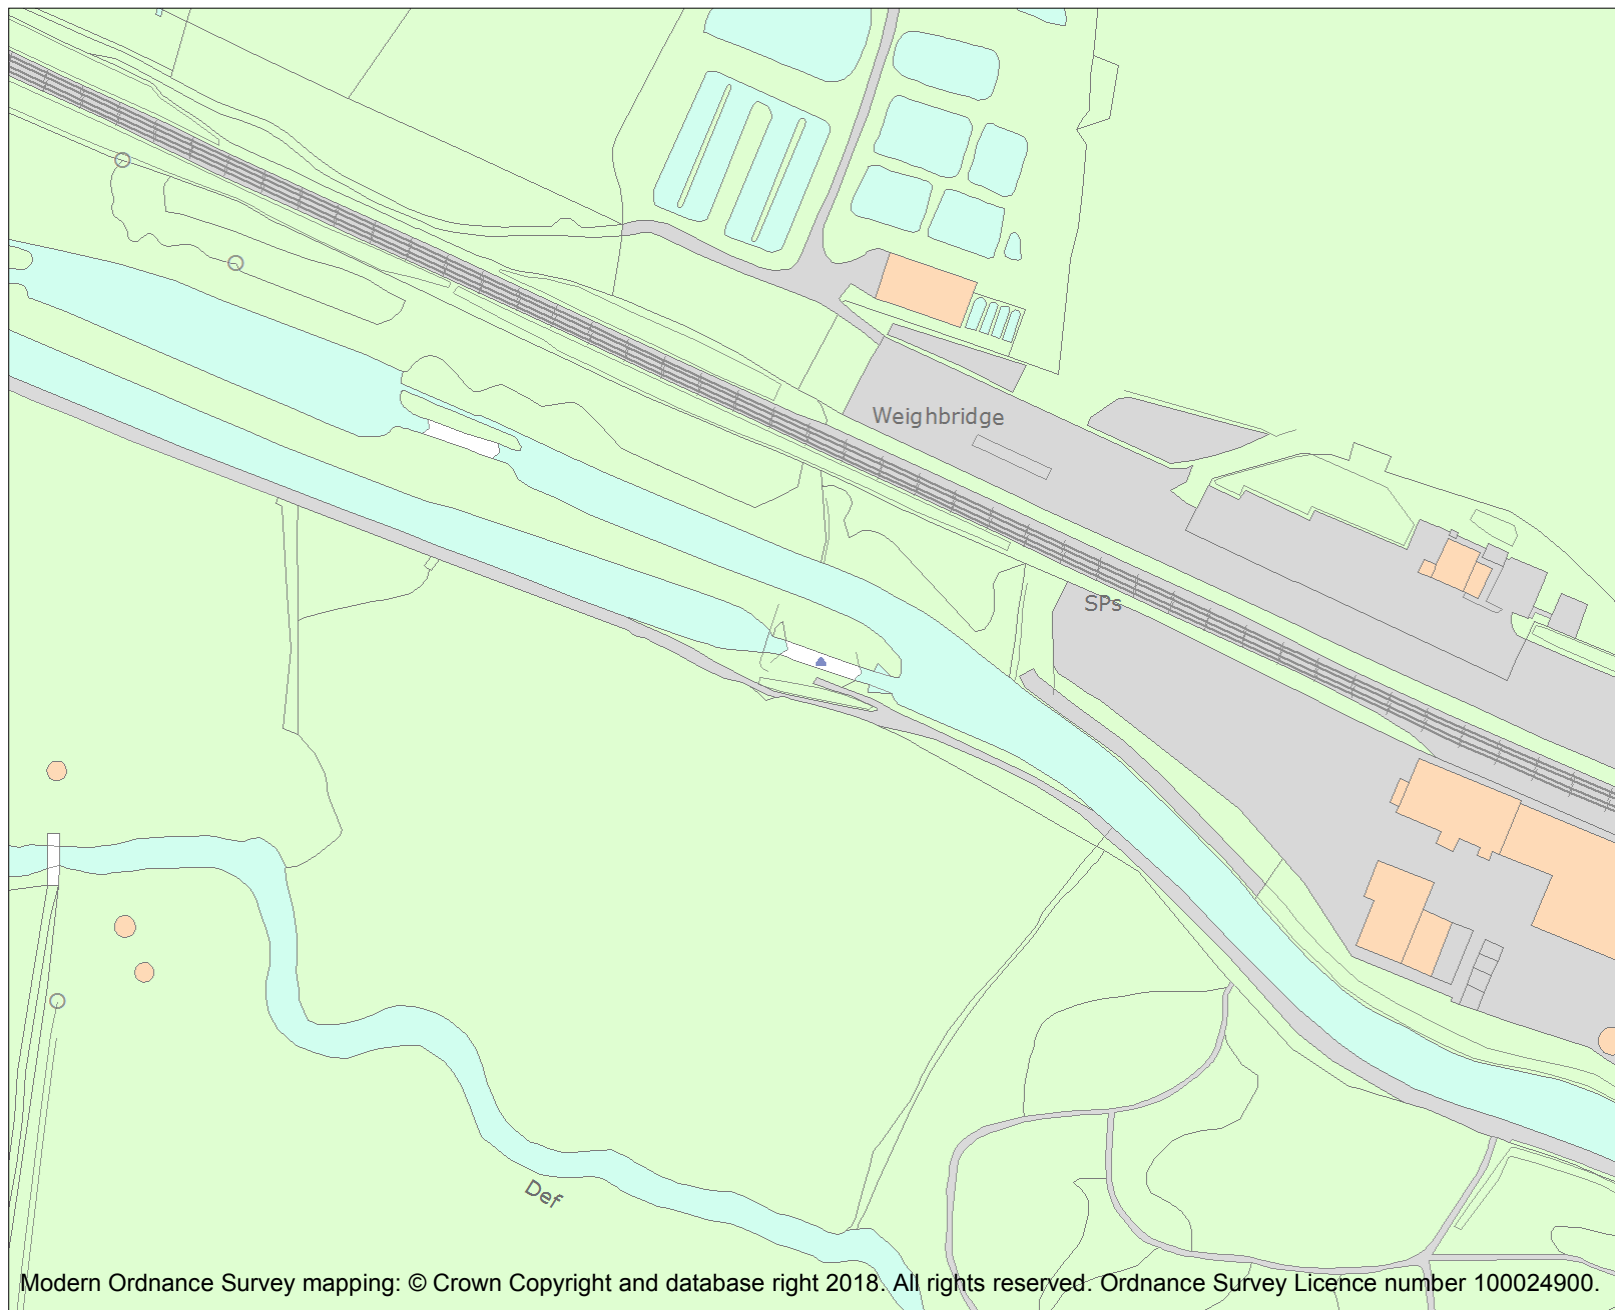 Weighbridge
SPs
Def
Modern Ordnance Survey mapping: © Crown Copyright and database right 2018. All rights reserved. Ordnance Survey Licence number 100024900.